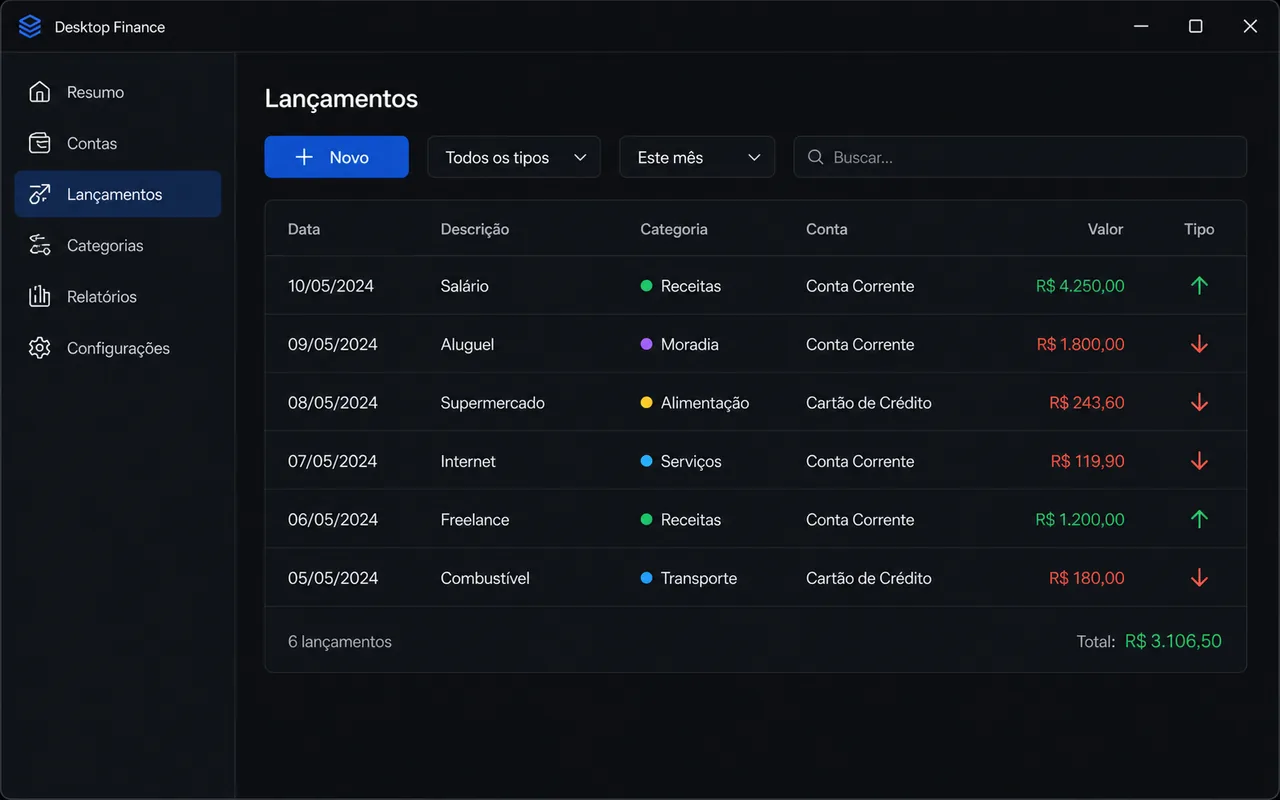 Desktop Finance
Resumo
Contas
Lançamentos
Categorias
Relatórios
Configurações
Lançamentos
Novo Todos os tipos Este mês Buscar...
Data Descrição Categoria Conta Valor Tipo
10/05/2024 Salário Receitas Conta Corrente R$ 4.250,00
09/05/2024 Aluguel Moradia Conta Corrente R$ 1.800,00
08/05/2024 Supermercado Alimentação Cartão de Crédito R$ 243,60
07/05/2024 Internet Serviços Conta Corrente R$ 119,90
06/05/2024 Freelance Receitas Conta Corrente R$ 1.200,00
05/05/2024 Combustível Transporte Cartão de Crédito R$ 180,00
6 lançamentos Total: R$ 3.106,50